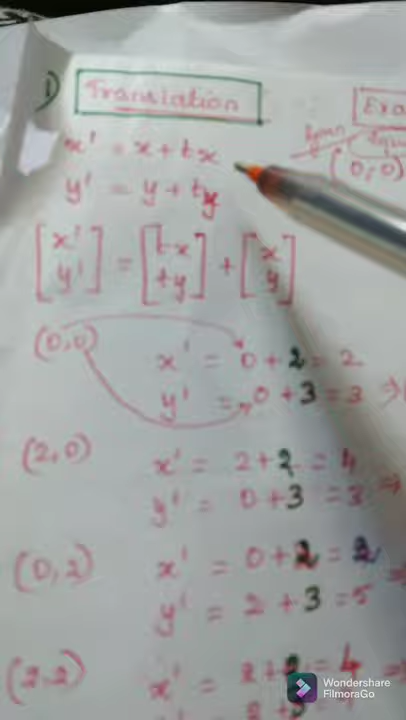 1) Translation
x' = x + tx
y' = y + ty
(0,0)
[x' y'] = [tx ty] + [x y]
(0,0) x' = 0 + 2 = 2
y' = 0 + 3 = 3 ⇒
(2,0) x' = 2 + 2 = 4
y' = 0 + 3 = 3 ⇒
(0,2) x' = 0 + 2 = 2
y' = 2 + 3 = 5
(2,2) x' = 2 + 2 = 4 ⇒
Wondershare
FilmoraGo